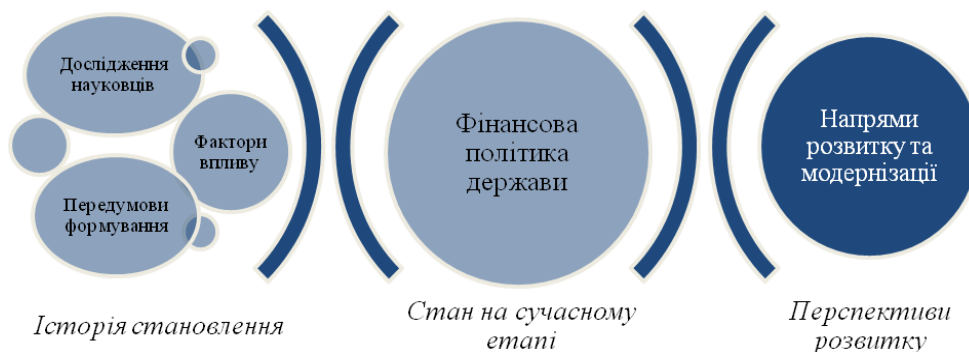 Дослідження
науковців
Фактори
впливу
Передумови
формування
Фінансова
політика
держави
Напрями
розвитку та
модернізації
Історія становлення
Стан на сучасному
етапі
Перспективи
розвитку